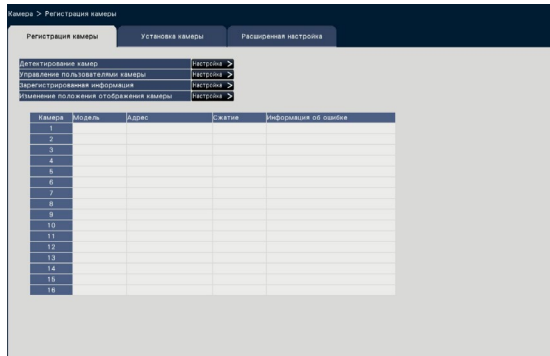 Камера > Регистрация камеры
Регистрация камеры Установка камеры Расширенная настройка
Детектирование камер Настройка >
Управление пользователями камеры Настройка >
Зарегистрированная информация Настройка >
Изменение положения отображения камеры Настройка >
Камера Модель Адрес Сжатие Информация об ошибке
1
2
3
4
5
6
7
8
9
10
11
12
13
14
15
16